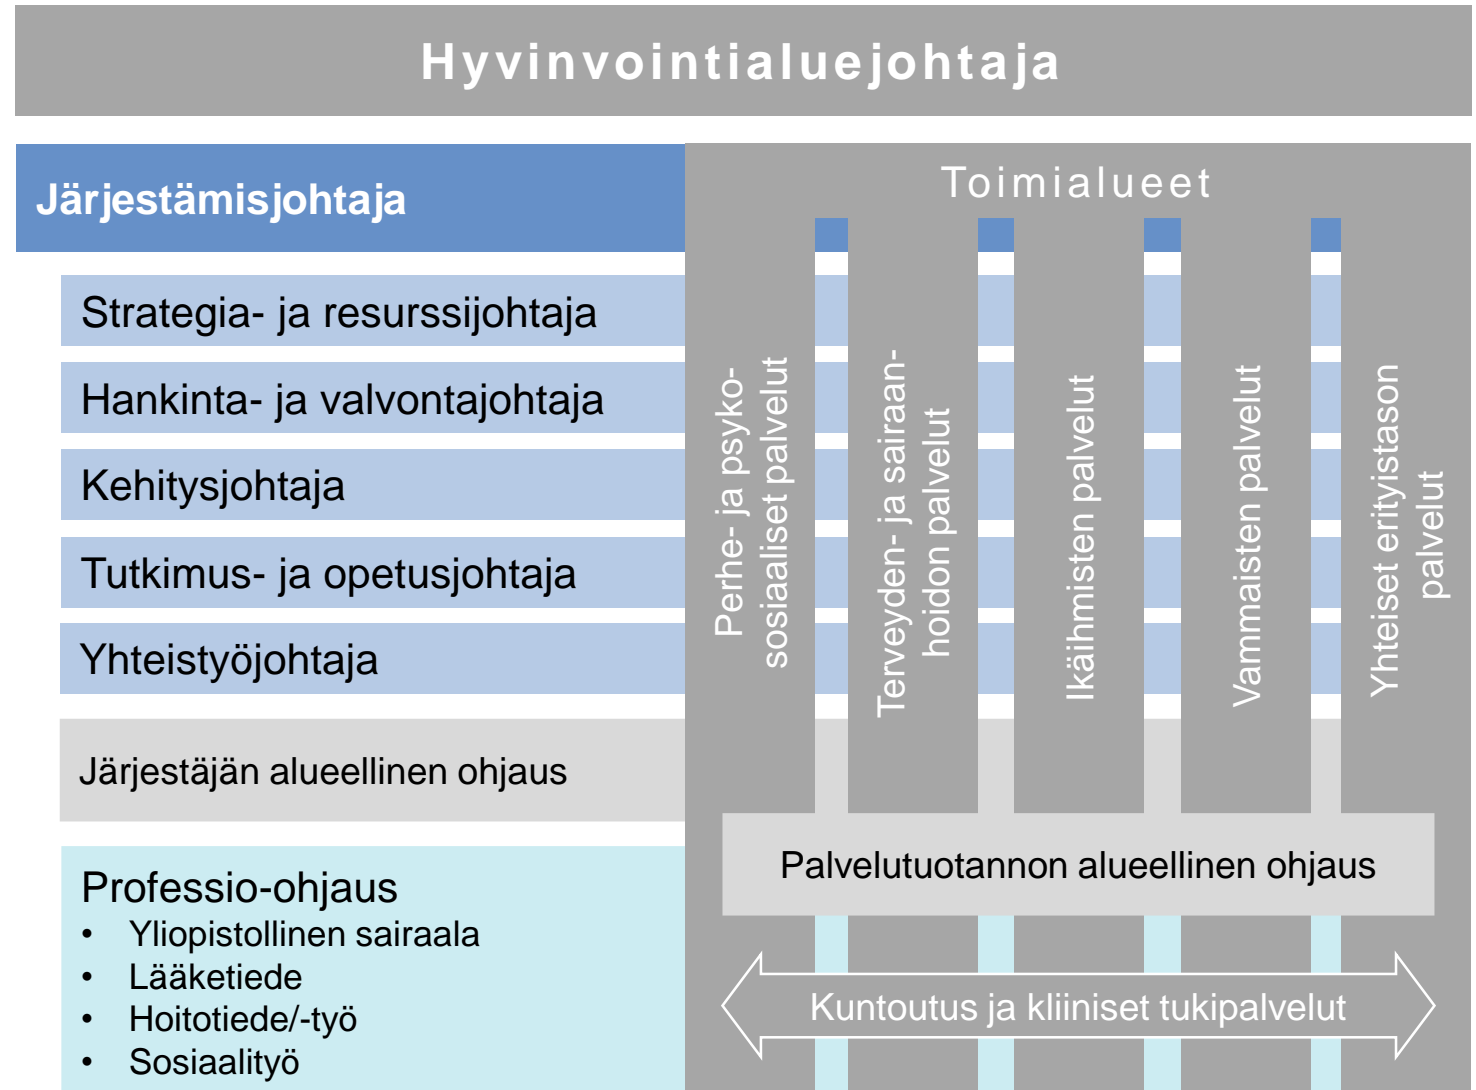 Hyvinvointialuejohtaja
Järjestämisjohtaja
Toimialueet
Strategia- ja resurssijohtaja
Hankinta- ja valvontajohtaja
Kehitysjohtaja
Tutkimus- ja opetusjohtaja
Yhteistyöjohtaja
Järjestäjän alueellinen ohjaus
Professio-ohjaus
• Yliopistollinen sairaala
• Lääketiede
• Hoitotiede/-työ
• Sosiaalityö
Perhe- ja psyko-
sosiaaliset palvelut
Terveyden- ja sairaan-
hoidon palvelut
Ikäihmisten palvelut
Vammaisten palvelut
Yhteiset erityistason
palvelut
Palvelutuotannon alueellinen ohjaus
Kuntoutus ja kliiniset tukipalvelut